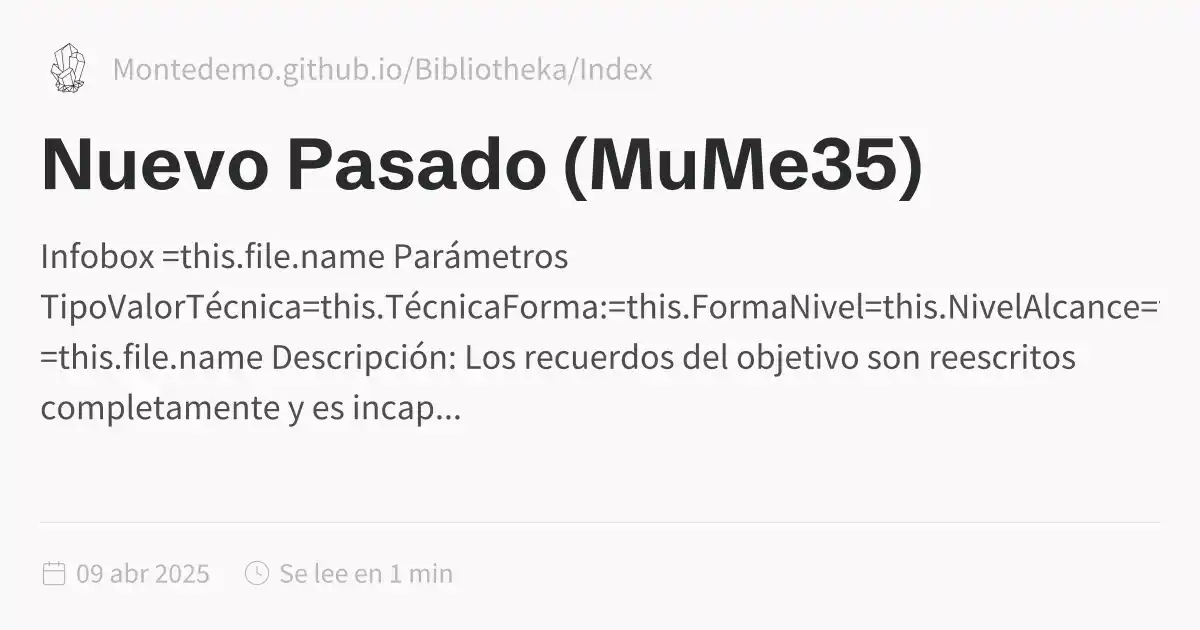 Montedemo.github.io/Bibliotheka/Index
Nuevo Pasado (MuMe35)
Infobox =this.file.name Parámetros
TipoValorTécnica=this.TécnicaForma:=this.FormaNivel=this.NivelAlcance=
=this.file.name Descripción: Los recuerdos del objetivo son reescritos
completamente y es incap...
09 abr 2025 Se lee en 1 min